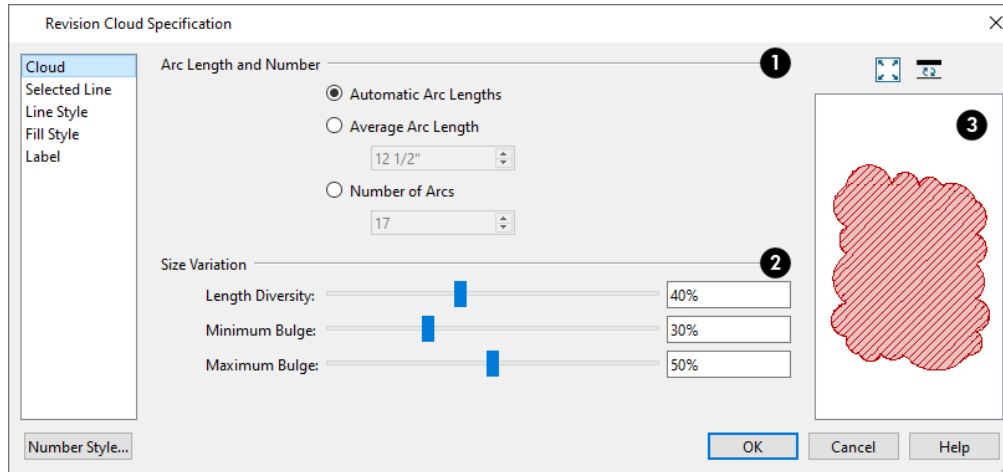 Revision Cloud Specification
Cloud
Selected Line
Line Style
Fill Style
Label
Arc Length and Number
1
Automatic Arc Lengths
Average Arc Length
12 1/2"
Number of Arcs
17
Size Variation
2
Length Diversity:
40%
Minimum Bulge:
30%
Maximum Bulge:
50%
3
Number Style...
OK
Cancel
Help